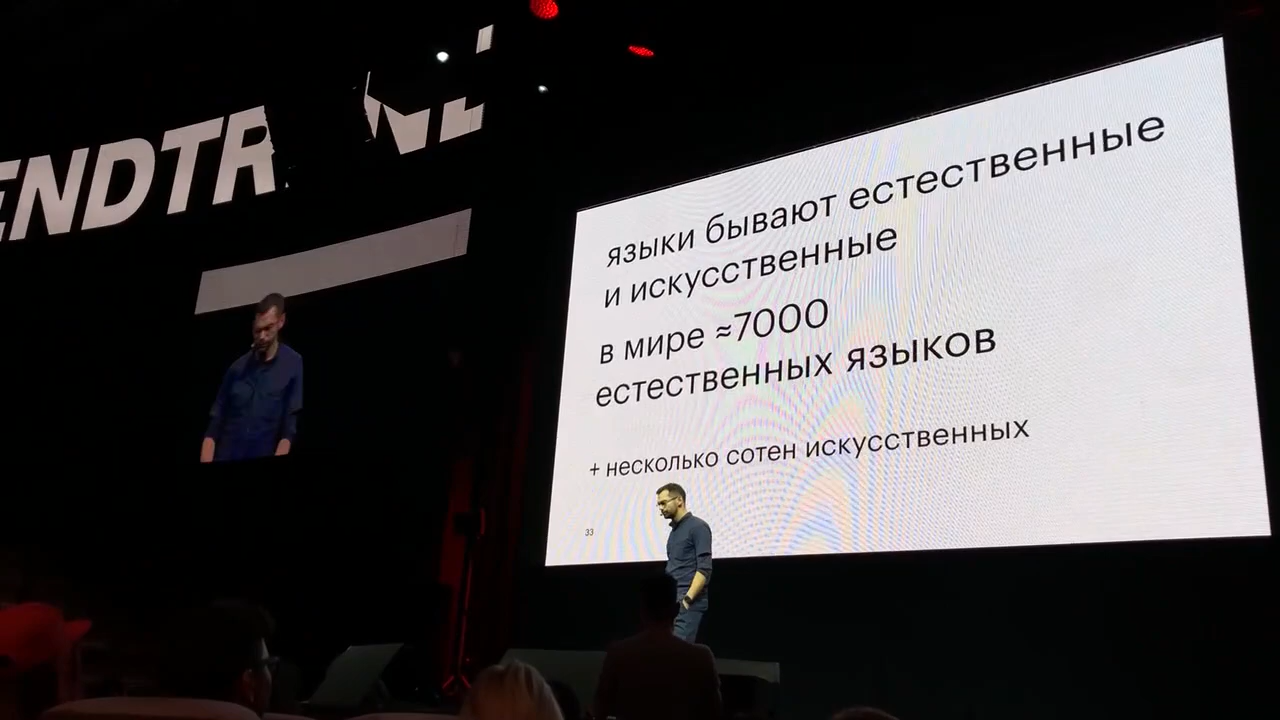 ENDTR
языки бывают естественные
и искусственные
в мире ≈7000
естественных языков
+ несколько сотен искусственных
33